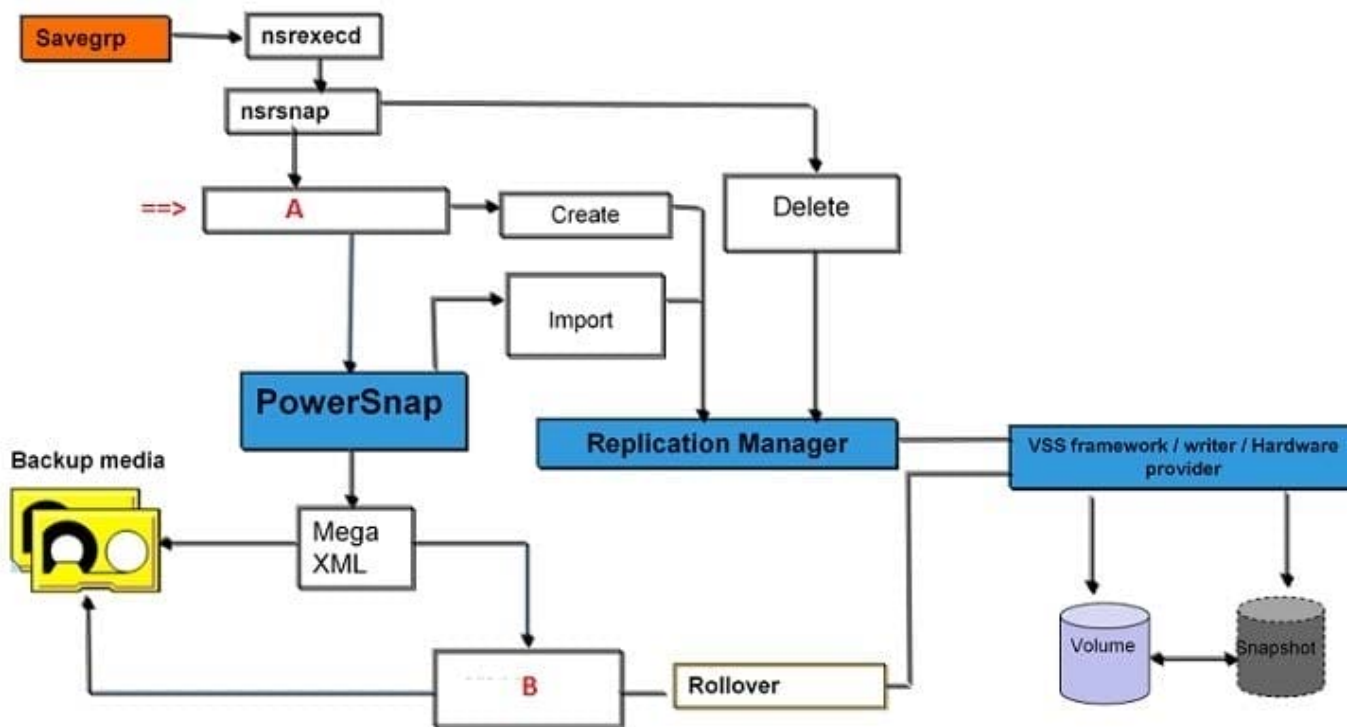 Savegrp
nsrexecd
nsrsnap
==>
A
Create
Delete
Import
PowerSnap
Replication Manager
VSS framework / writer / Hardware
provider
Backup media
Mega
XML
Volume
Snapshot
B
Rollover